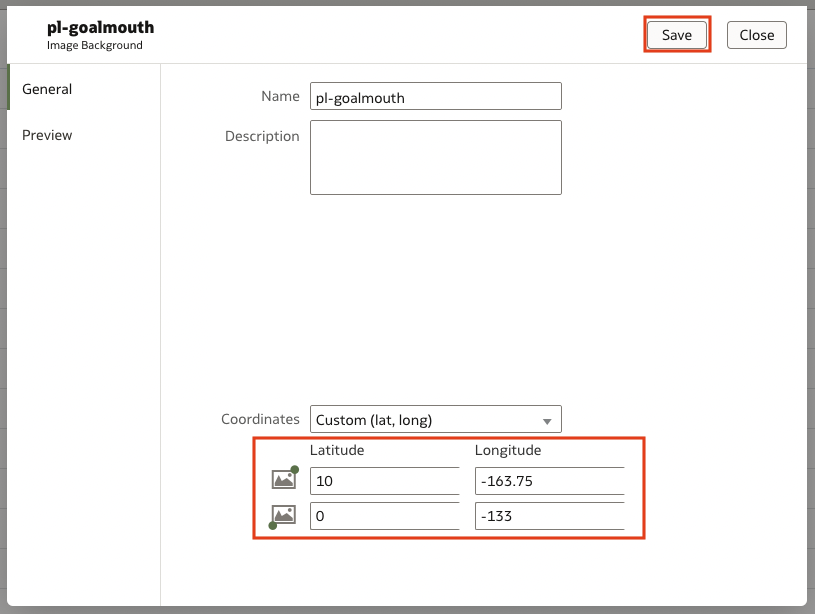 pl-goalmouth
Image Background
Save
Close
General
Preview
Name
pl-goalmouth
Description
Coordinates
Custom (lat, long)
Latitude
Longitude
10
-163.75
0
-133